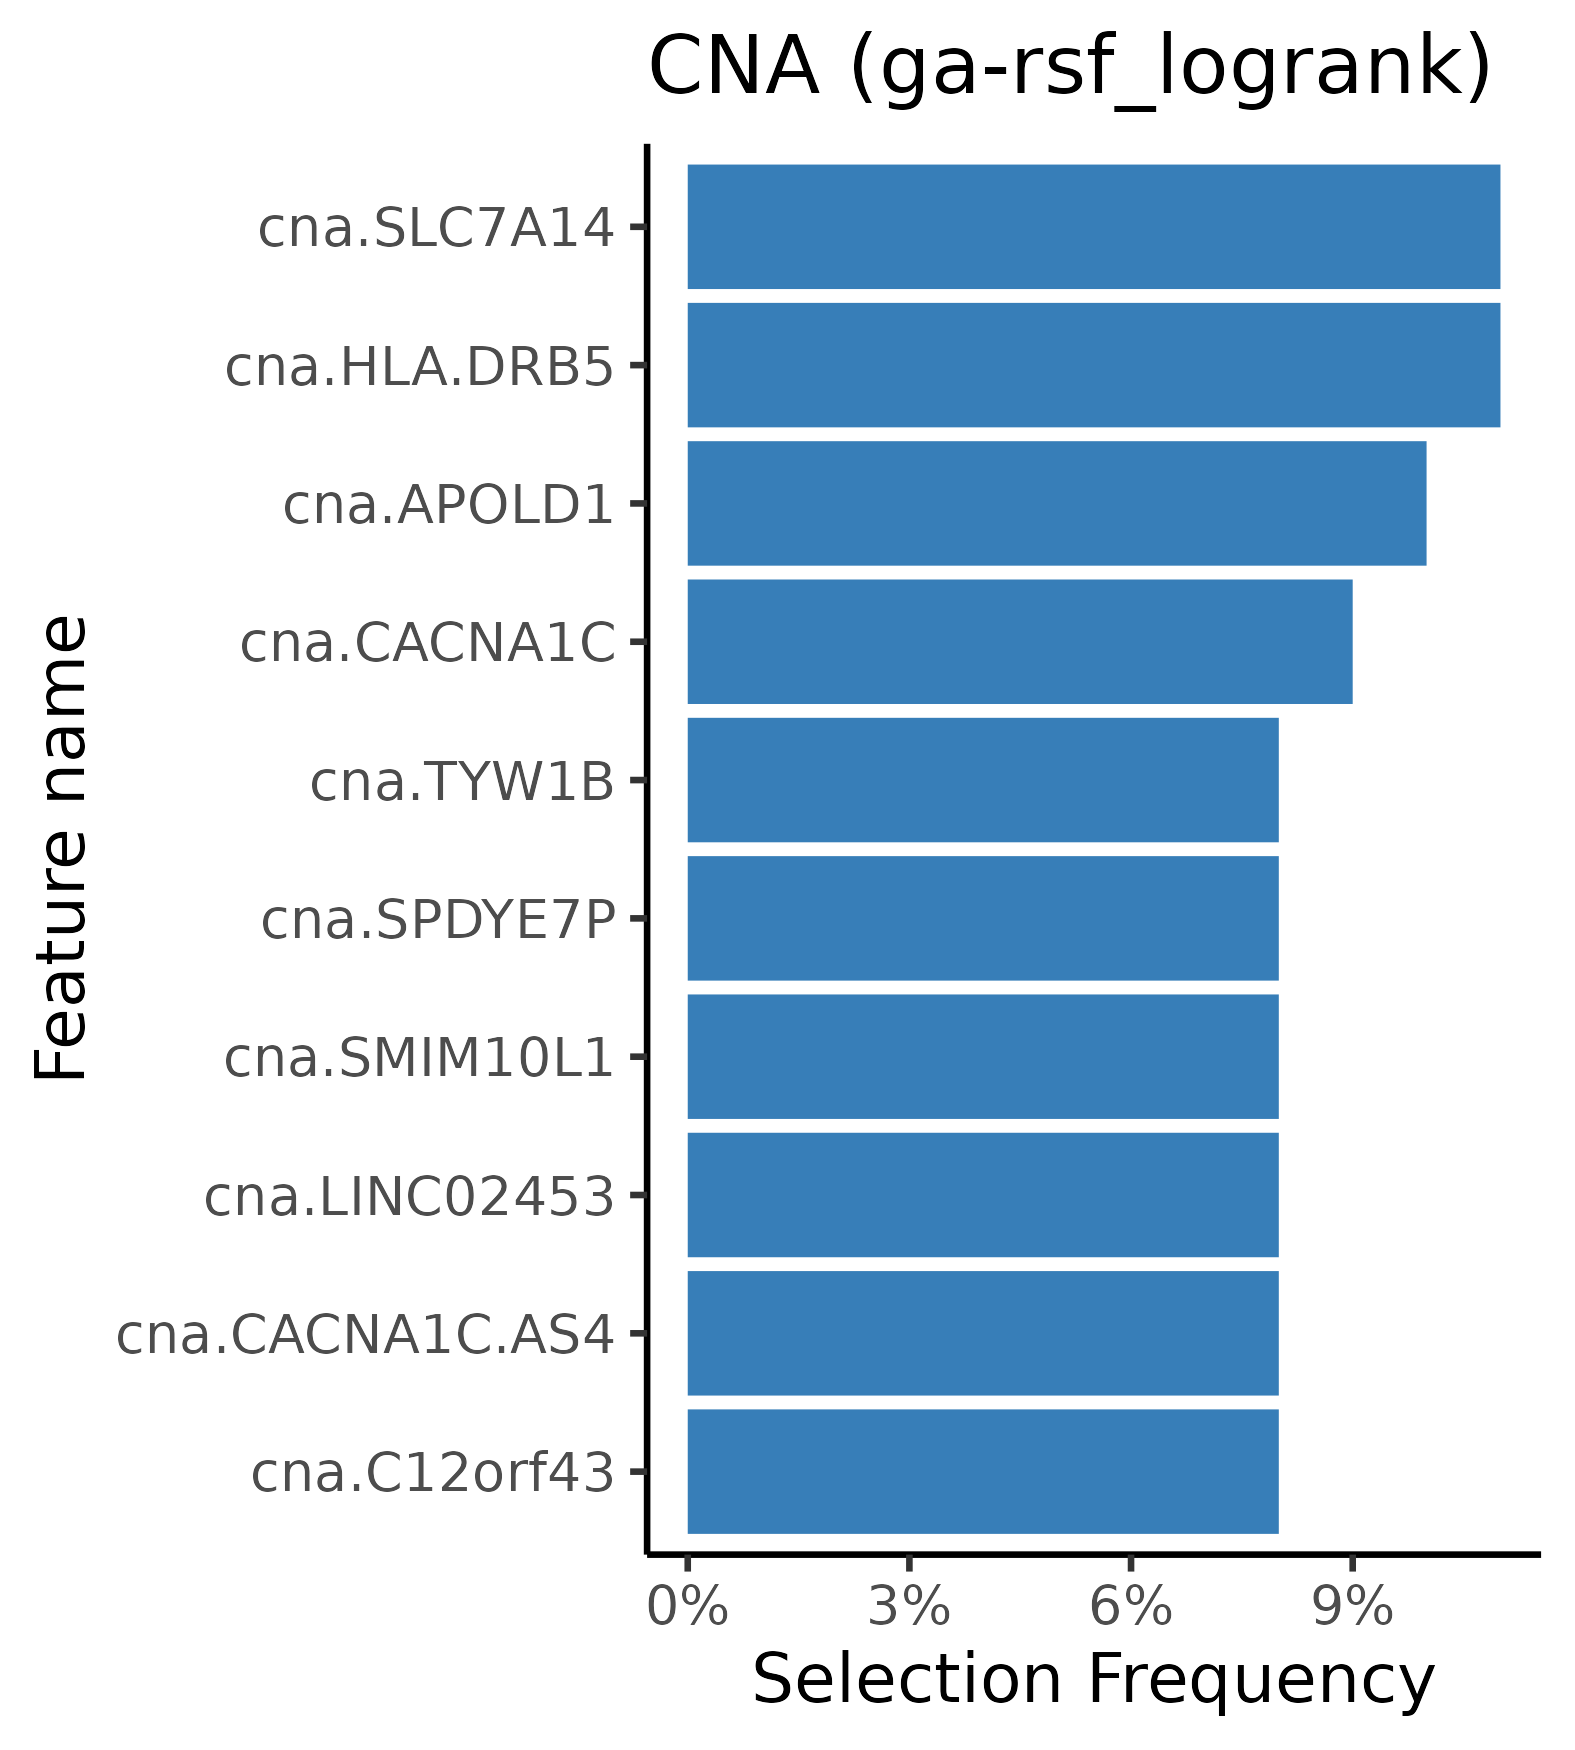 CNA (ga-rsf_logrank)
Feature name
cna.SLC7A14
cna.HLA.DRB5
cna.APOLD1
cna.CACNA1C
cna.TYW1B
cna.SPDYE7P
cna.SMIM10L1
cna.LINC02453
cna.CACNA1C.AS4
cna.C12orf43
0% 3% 6% 9%
Selection Frequency